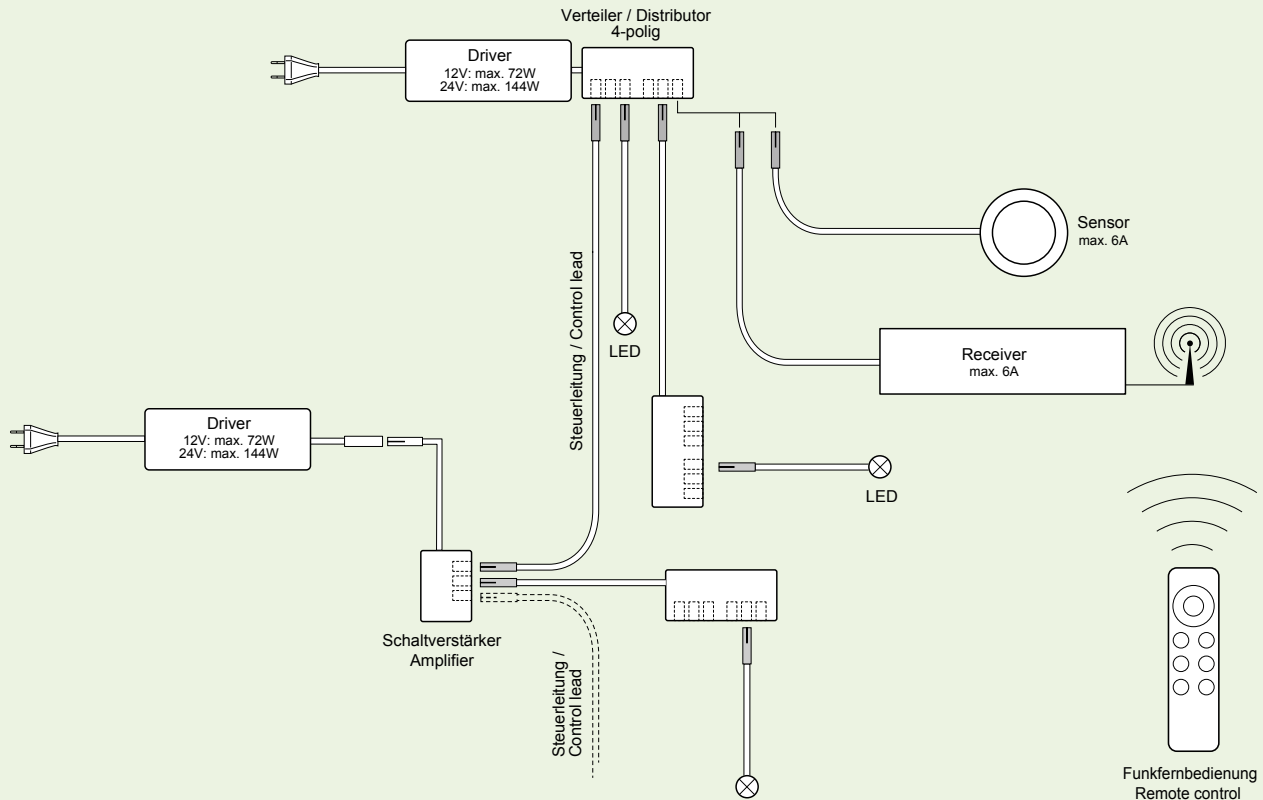 Verteiler / Distributor
4-polig
Driver
12V: max. 72W
24V: max. 144W
Sensor
max. 6A
Steuerleitung / Control lead
LED
Receiver
max. 6A
Driver
12V: max. 72W
24V: max. 144W
LED
Schaltverstärker
Amplifier
Steuerleitung /
Control lead
Funkfernbedienung
Remote control